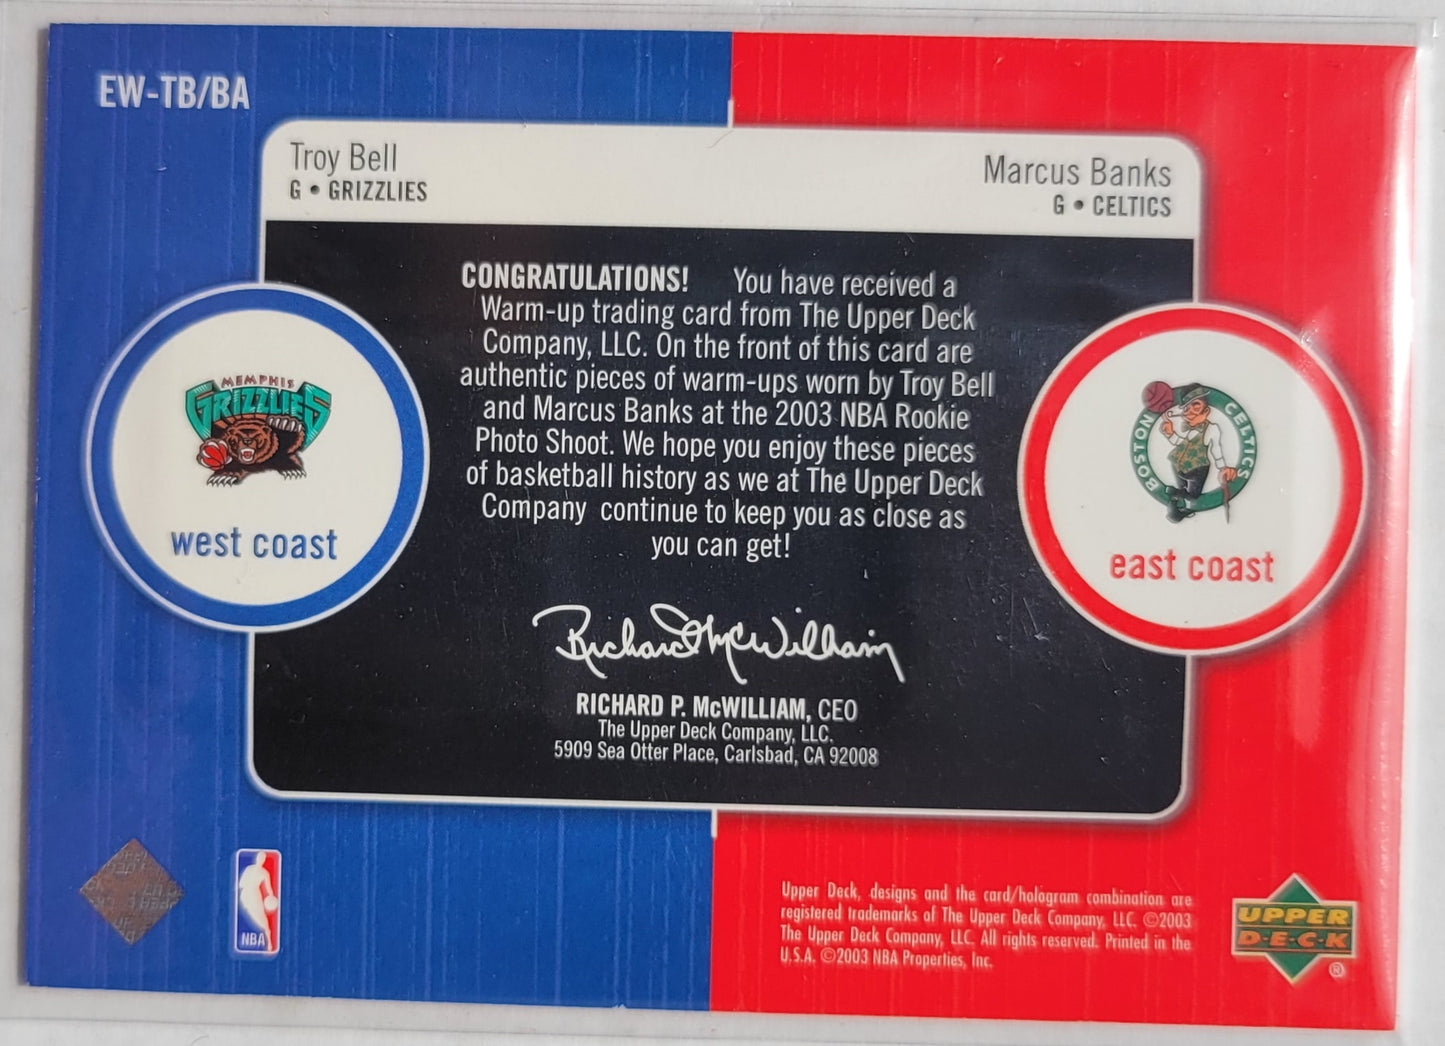 EW-TB/BA
Troy Bell
G • GRIZZLIES
Marcus Banks
G • CELTICS
CONGRATULATIONS! You have received a
Warm-up trading card from The Upper Deck
Company, LLC. On the front of this card are
authentic pieces of warm-ups worn by Troy Bell
and Marcus Banks at the 2003 NBA Rookie
Photo Shoot. We hope you enjoy these pieces
of basketball history as we at The Upper Deck
Company continue to keep you as close as
you can get!
MEMPHIS
GRIZZLIES
west coast
BOSTON CELTICS
east coast
Richard McWilliam
RICHARD P. McWILLIAM, CEO
The Upper Deck Company, LLC.
5909 Sea Otter Place, Carlsbad, CA 92008
NBA
Upper Deck, designs and the card/hologram combination are
registered trademarks of The Upper Deck Company, LLC. ©2003
The Upper Deck Company, LLC. All rights reserved. Printed in the
U.S.A. ©2003 NBA Properties, Inc.
UPPER
D·E·C·K
®